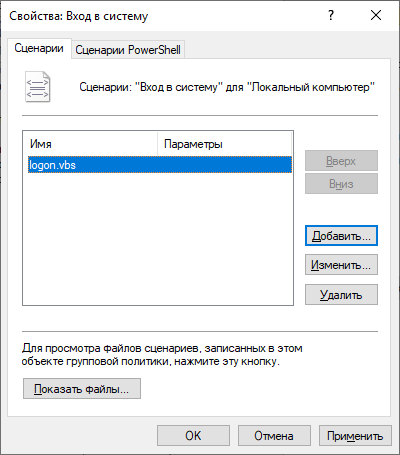 Свойства: Вход в систему
Сценарии
Сценарии PowerShell
Сценарии: "Вход в систему" для "Локальный компьютер"
Имя
Параметры
logon.vbs
Вверх
Вниз
Добавить...
Изменить...
Удалить
Для просмотра файлов сценариев, записанных в этом
объекте групповой политики, нажмите эту кнопку.
Показать файлы...
OK
Отмена
Применить